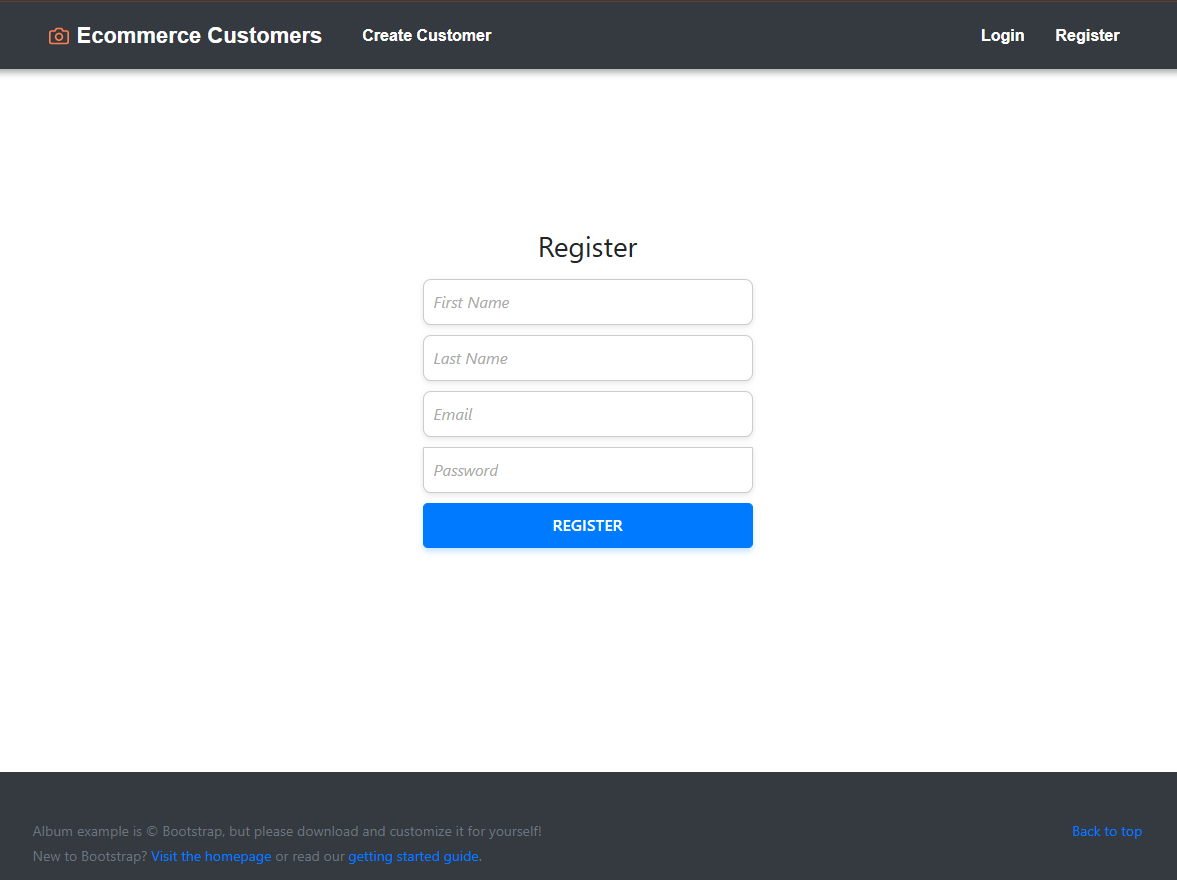 Ecommerce Customers
Create Customer
Login
Register
Register
First Name
Last Name
Email
Password
REGISTER
Album example is © Bootstrap, but please download and customize it for yourself!
Back to top
New to Bootstrap? Visit the homepage or read our getting started guide.